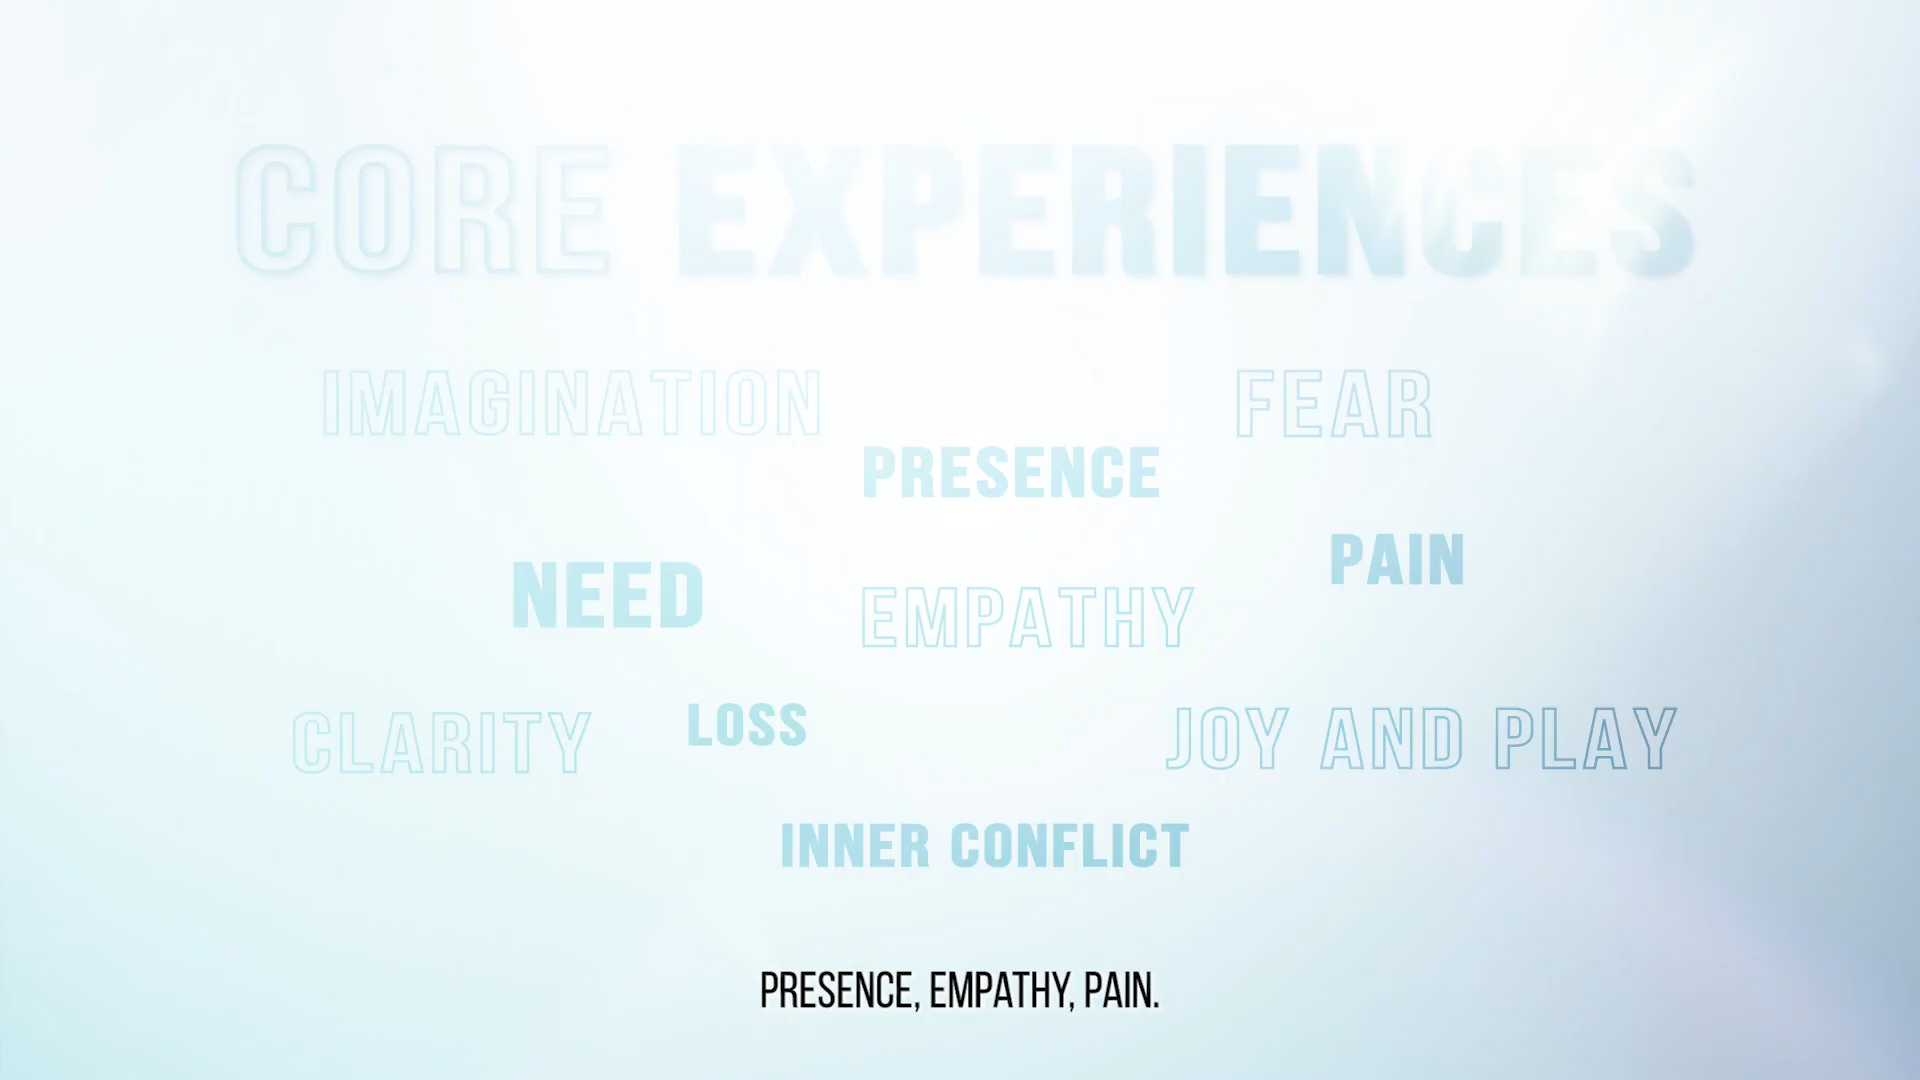 CORE EXPERIENCES
IMAGINATION
FEAR
PRESENCE
PAIN
NEED
EMPATHY
CLARITY
LOSS
JOY AND PLAY
INNER CONFLICT
PRESENCE, EMPATHY, PAIN.